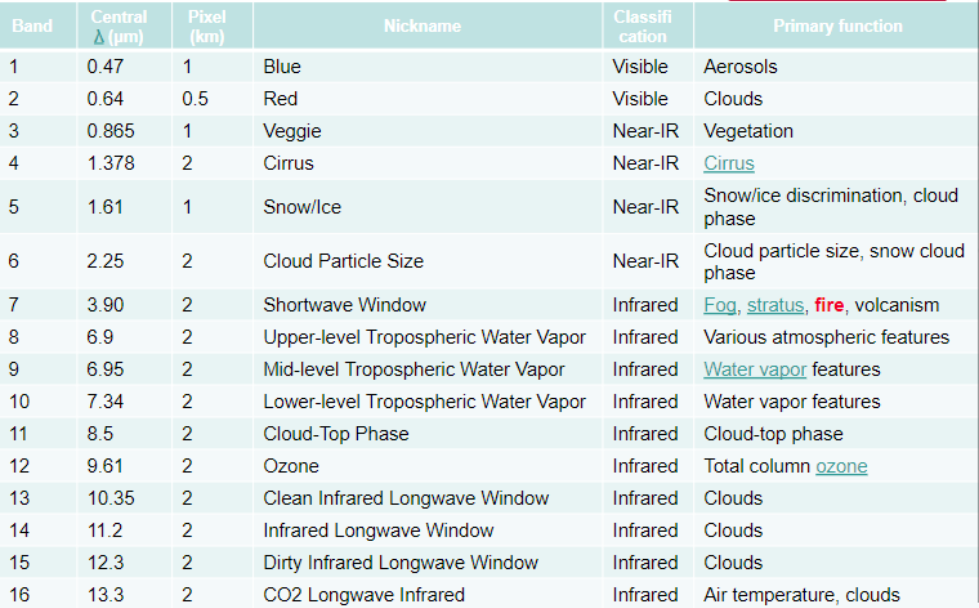 Band Central Δ (μm) Pixel (km) Nickname Classifi cation Primary function
1 0.47 1 Blue Visible Aerosols
2 0.64 0.5 Red Visible Clouds
3 0.865 1 Veggie Near-IR Vegetation
4 1.378 2 Cirrus Near-IR Cirrus
5 1.61 1 Snow/Ice Near-IR Snow/ice discrimination, cloud
phase
6 2.25 2 Cloud Particle Size Near-IR Cloud particle size, snow cloud
phase
7 3.90 2 Shortwave Window Infrared Fog, stratus, fire, volcanism
8 6.9 2 Upper-level Tropospheric Water Vapor Infrared Various atmospheric features
9 6.95 2 Mid-level Tropospheric Water Vapor Infrared Water vapor features
10 7.34 2 Lower-level Tropospheric Water Vapor Infrared Water vapor features
11 8.5 2 Cloud-Top Phase Infrared Cloud-top phase
12 9.61 2 Ozone Infrared Total column ozone
13 10.35 2 Clean Infrared Longwave Window Infrared Clouds
14 11.2 2 Infrared Longwave Window Infrared Clouds
15 12.3 2 Dirty Infrared Longwave Window Infrared Clouds
16 13.3 2 CO2 Longwave Infrared Infrared Air temperature, clouds